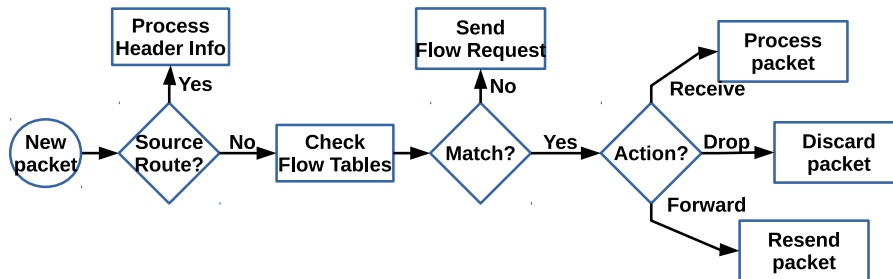 Process
Header Info
Send
Flow Request
Process
packet
Yes
No
Receive
New
packet
Source
Route?
No
Check
Flow Tables
Match?
Yes
Action?
Drop
Discard
packet
Forward
Resend
packet